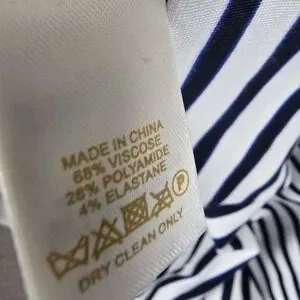 MADE IN CHINA
68% VISCOSE
28% POLYAMIDE
4% ELASTANE
P
DRY CLEAN ONLY